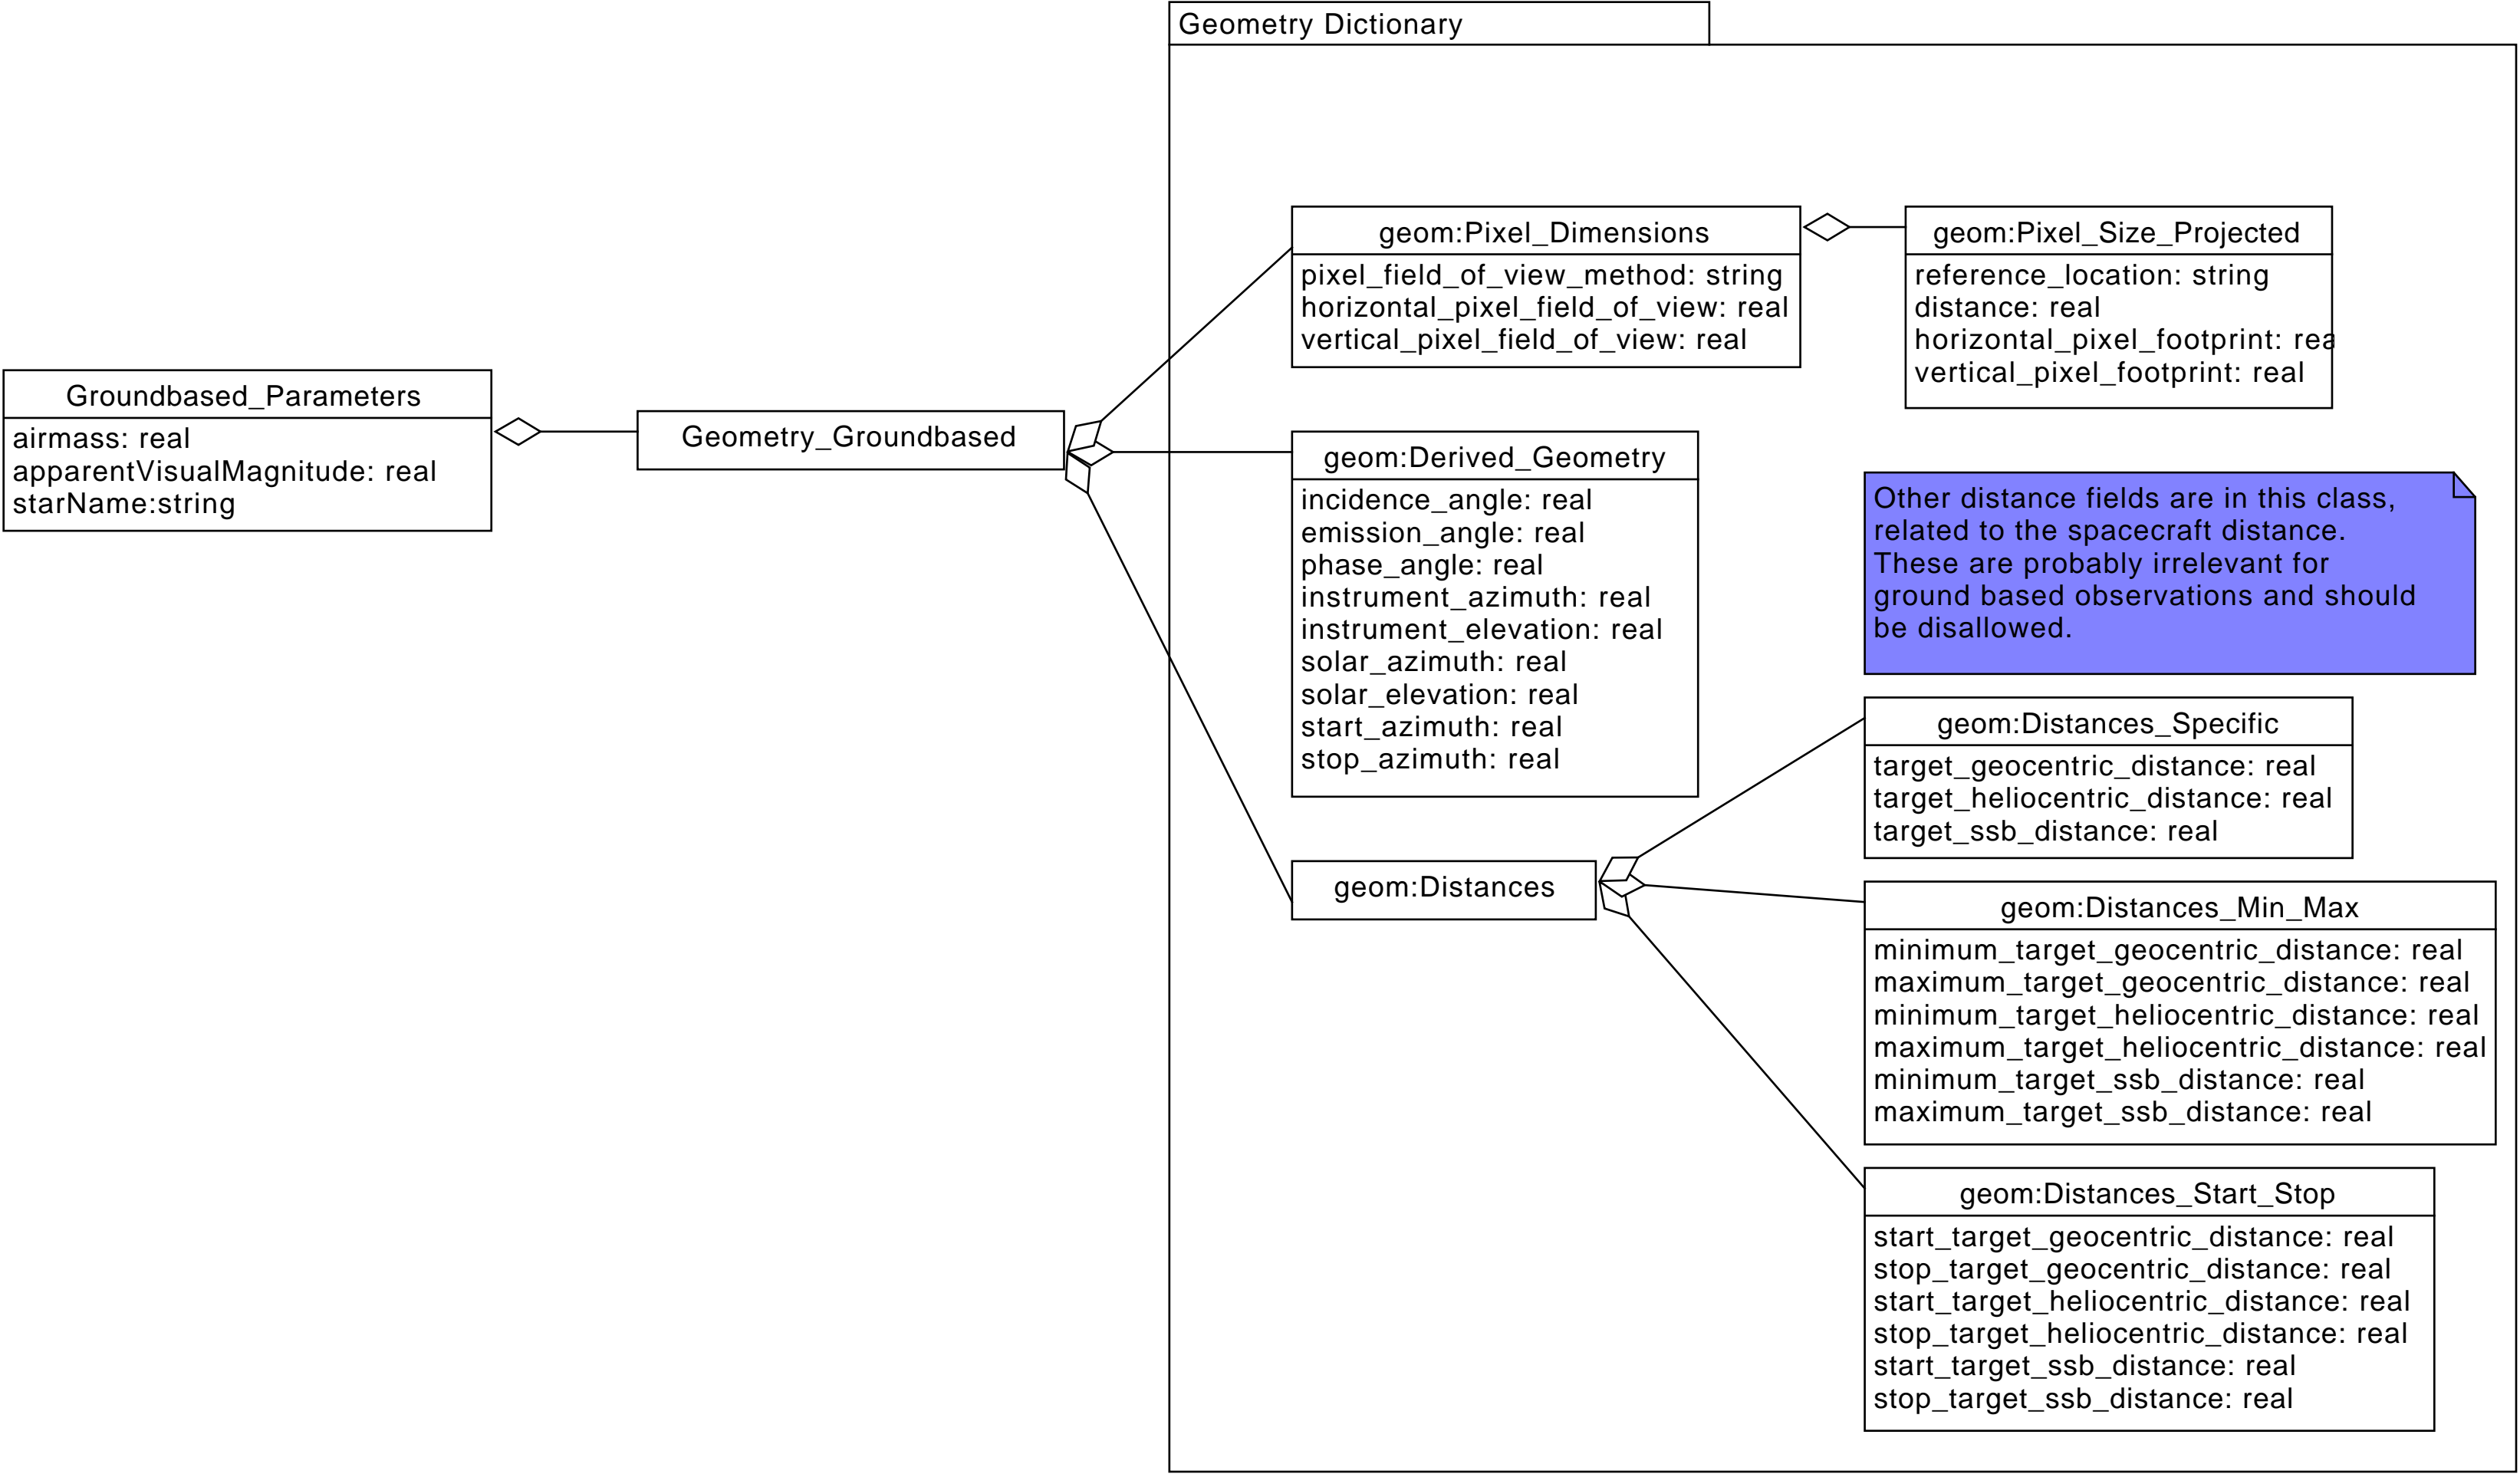 Geometry Dictionary
geom:Pixel_Dimensions
pixel_field_of_view_method: string
horizontal_pixel_field_of_view: real
vertical_pixel_field_of_view: real
geom:Pixel_Size_Projected
reference_location: string
distance: real
horizontal_pixel_footprint: rea
vertical_pixel_footprint: real
Groundbased_Parameters
airmass: real
apparentVisualMagnitude: real
starName:string
Geometry_Groundbased
geom:Derived_Geometry
incidence_angle: real
emission_angle: real
phase_angle: real
instrument_azimuth: real
instrument_elevation: real
solar_azimuth: real
solar_elevation: real
start_azimuth: real
stop_azimuth: real
Other distance fields are in this class,
related to the spacecraft distance.
These are probably irrelevant for
ground based observations and should
be disallowed.
geom:Distances_Specific
target_geocentric_distance: real
target_heliocentric_distance: real
target_ssb_distance: real
geom:Distances
geom:Distances_Min_Max
minimum_target_geocentric_distance: real
maximum_target_geocentric_distance: real
minimum_target_heliocentric_distance: real
maximum_target_heliocentric_distance: real
minimum_target_ssb_distance: real
maximum_target_ssb_distance: real
geom:Distances_Start_Stop
start_target_geocentric_distance: real
stop_target_geocentric_distance: real
start_target_heliocentric_distance: real
stop_target_heliocentric_distance: real
start_target_ssb_distance: real
stop_target_ssb_distance: real